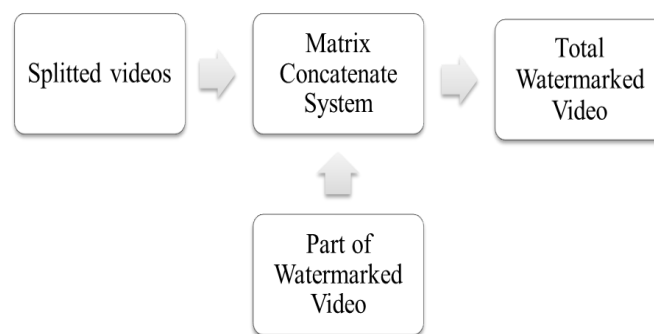 Splitted videos
Matrix
Concatenate
System
Total
Watermarked
Video
Part of
Watermarked
Video